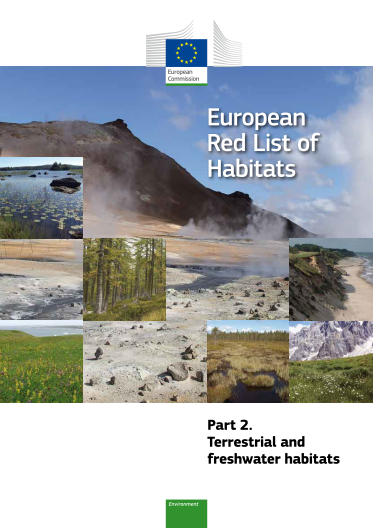 European
Commission
European
Red List of
Habitats
Part 2.
Terrestrial and
freshwater habitats
Environment